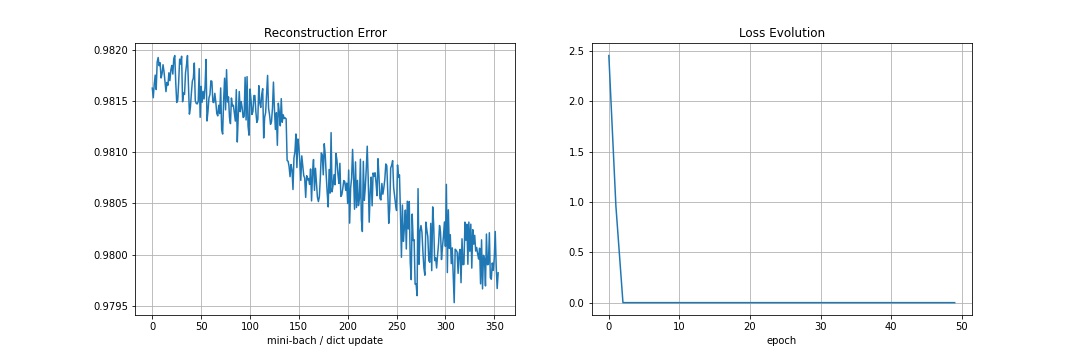 Reconstruction Error
0.9820
0.9815
0.9810
0.9805
0.9800
0.9795
0 50 100 150 200 250 300 350
mini-bach / dict update
Loss Evolution
2.5
2.0
1.5
1.0
0.5
0.0
0 10 20 30 40 50
epoch